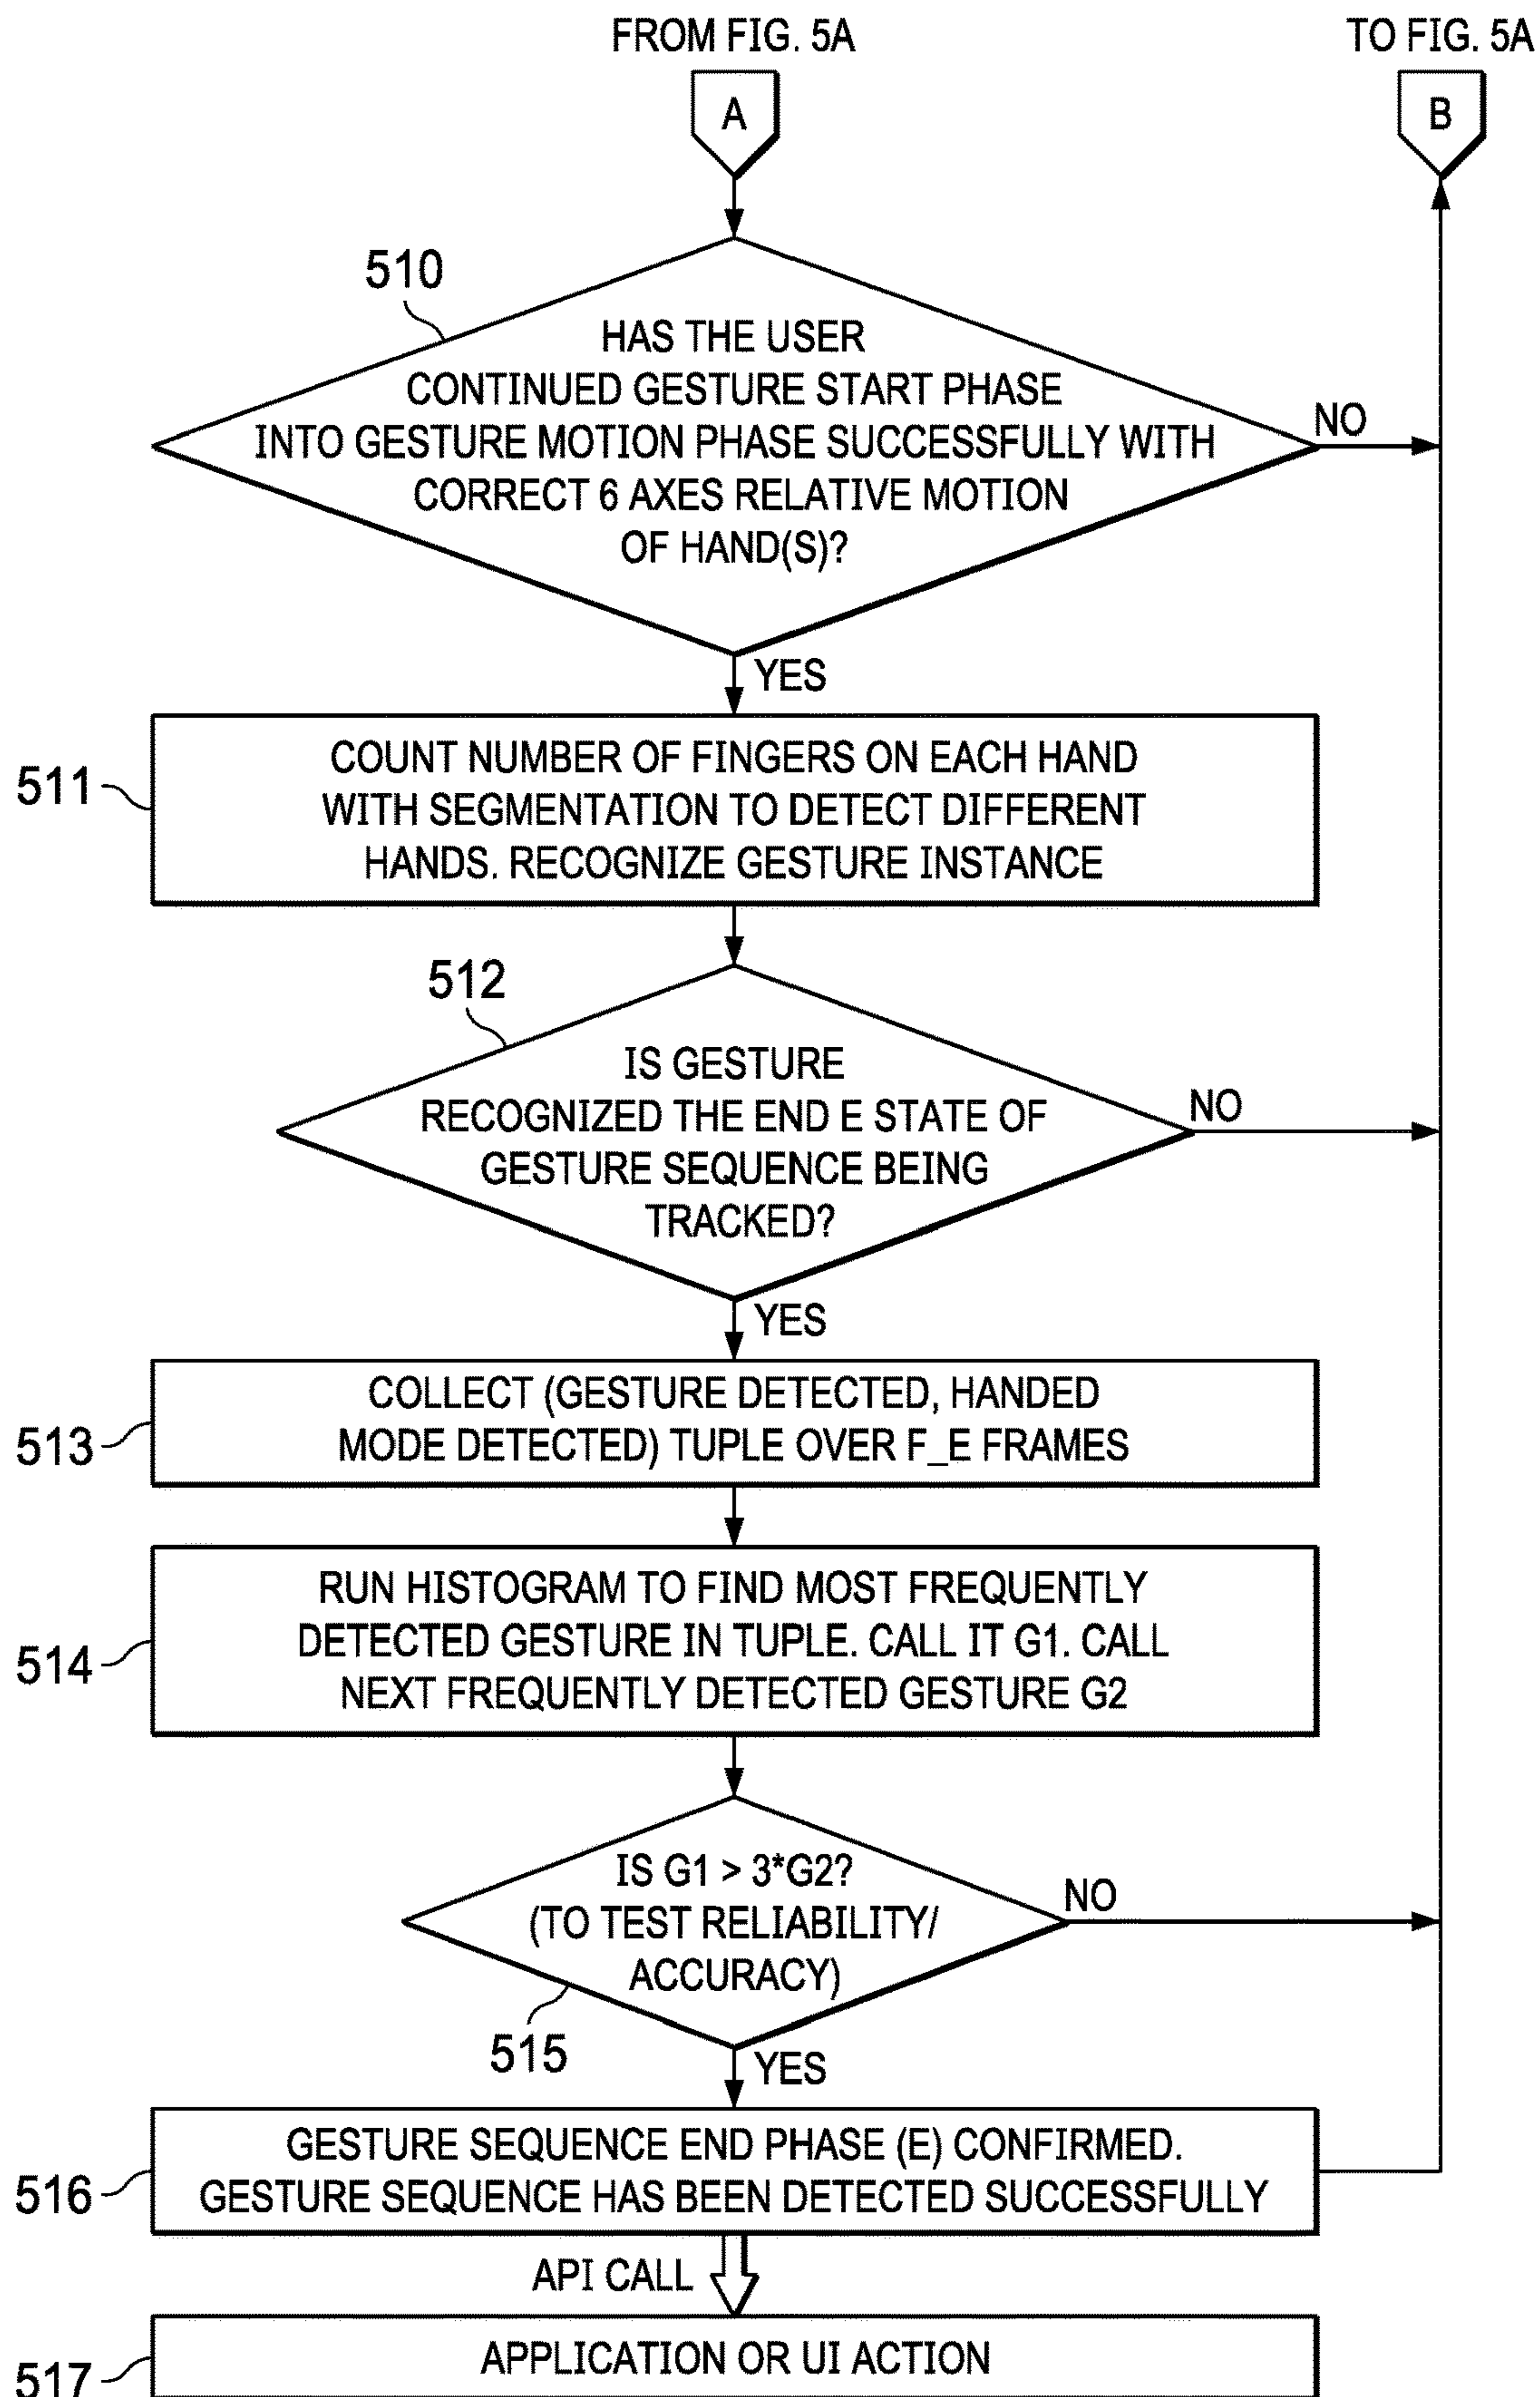 FROM FIG. 5A
TO FIG. 5A
A
B
510
HAS THE USER
CONTINUED GESTURE START PHASE
INTO GESTURE MOTION PHASE SUCCESSFULLY WITH
CORRECT 6 AXES RELATIVE MOTION
OF HAND(S)?
NO
YES
511
COUNT NUMBER OF FINGERS ON EACH HAND
WITH SEGMENTATION TO DETECT DIFFERENT
HANDS. RECOGNIZE GESTURE INSTANCE
512
IS GESTURE
RECOGNIZED THE END E STATE OF
GESTURE SEQUENCE BEING
TRACKED?
NO
YES
513
COLLECT (GESTURE DETECTED, HANDED
MODE DETECTED) TUPLE OVER F_E FRAMES
514
RUN HISTOGRAM TO FIND MOST FREQUENTLY
DETECTED GESTURE IN TUPLE. CALL IT G1. CALL
NEXT FREQUENTLY DETECTED GESTURE G2
IS G1 > 3*G2?
(TO TEST RELIABILITY/
ACCURACY)
NO
515
YES
516
GESTURE SEQUENCE END PHASE (E) CONFIRMED.
GESTURE SEQUENCE HAS BEEN DETECTED SUCCESSFULLY
API CALL
517
APPLICATION OR UI ACTION